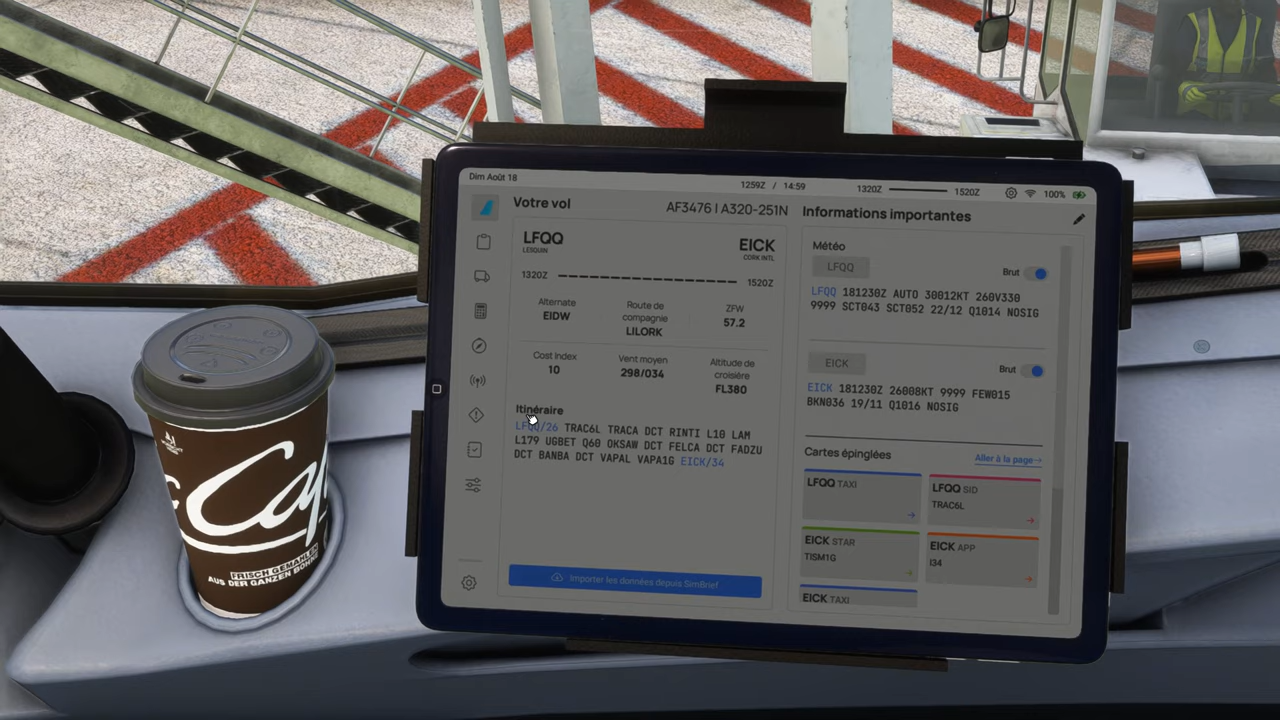 Dim Août 18
1259Z / 14:59
1320Z
1520Z
100%
Votre vol
AF3476 | A320-251N
LFQQ
LESQUIN
EICK
CORK INTL
1320Z
1520Z
Alternate
EIDW
Route de
compagnie
LILORK
ZFW
57.2
Cost Index
10
Vent moyen
298/034
Altitude de
croisière
FL380
Itinéraire
LFQQ/26 TRAC6L TRACA DCT RINTI L10 LAM
L179 UGBET Q60 OKSAW DCT FELCA DCT FADZU
DCT BANBA DCT VAPAL VAPA1G EICK/34
Importer les données depuis SimBrief
Informations importantes
Météo
LFQQ
Brut
LFQQ 181230Z AUTO 30012KT 260V330
9999 SCT043 SCT052 22/12 Q1014 NOSIG
EICK
Brut
EICK 181230Z 26008KT 9999 FEW015
BKN036 19/11 Q1016 NOSIG
Cartes épinglées
Aller à la page
LFQQ TAXI
LFQQ SID
TRAC6L
EICK STAR
TISM1G
EICK APP
I34
EICK TAXI
Caf
FRISCH GEMAHLEN
AUS DER GANZEN BOHNE